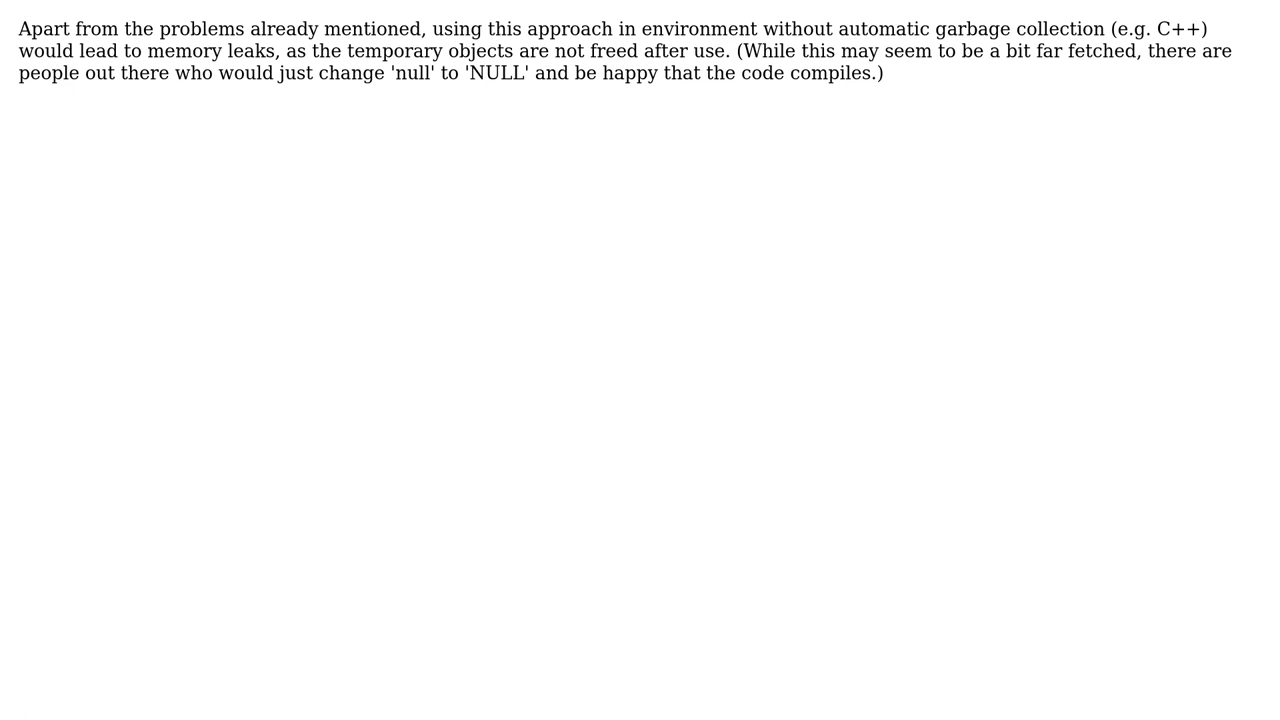 Apart from the problems already mentioned, using this approach in environment without automatic garbage collection (e.g. C++)
would lead to memory leaks, as the temporary objects are not freed after use. (While this may seem to be a bit far fetched, there are
people out there who would just change 'null' to 'NULL' and be happy that the code compiles.)